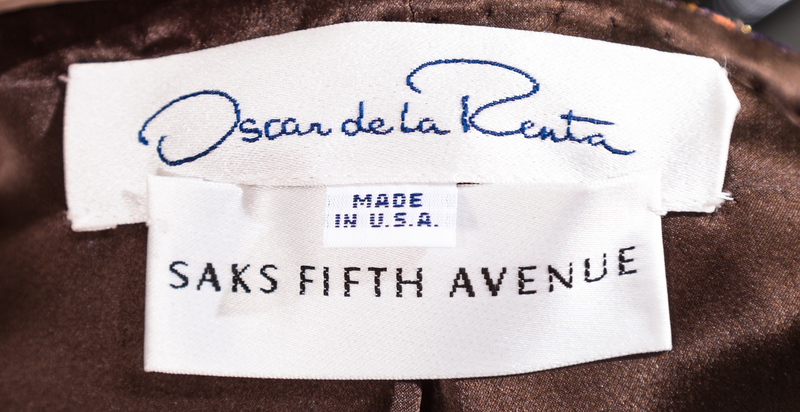 Oscar de la Renta
MADE
IN U.S.A.
SAKS FIFTH AVENUE